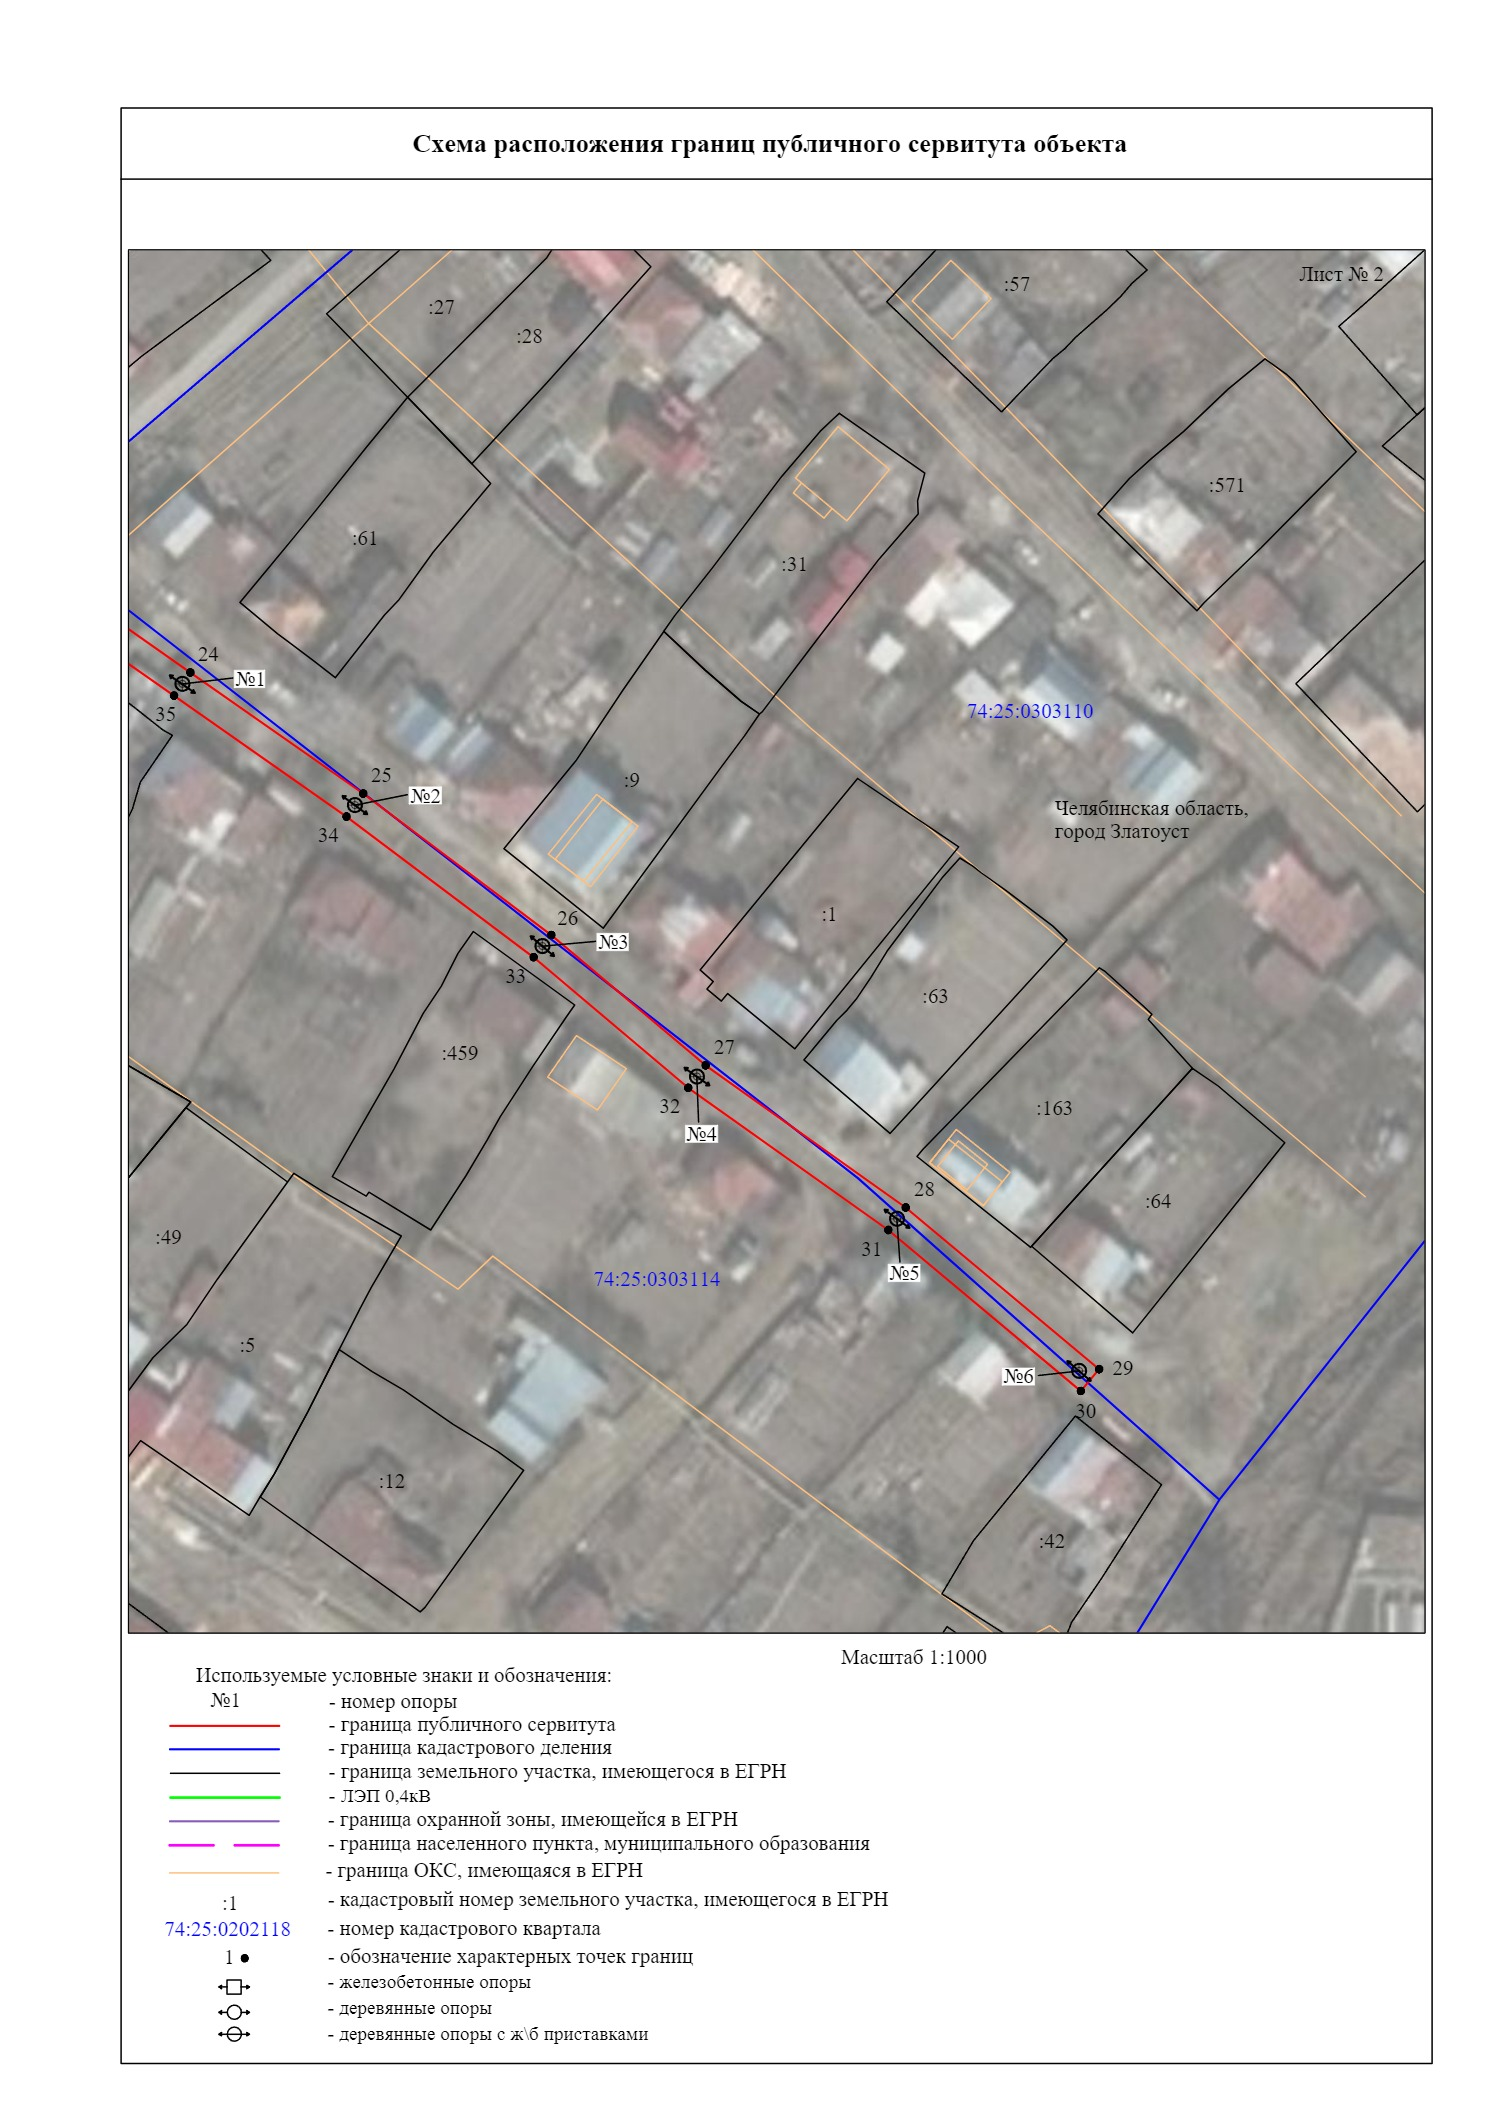 Схема расположения границ публичного сервитута объекта
Лист № 2
:57
:27
:28
:571
:61
:31
24
№1
35
74:25:0303110
25
№2
:9
34
Челябинская область,
город Златоуст
:1
26
№3
33
:63
27
:459
32
:163
№4
28
:64
:49
31
№5
74:25:0303114
:5
29
№6
30
:12
:42
Масштаб 1:1000
Используемые условные знаки и обозначения:
№1 - номер опоры
- граница публичного сервитута
- граница кадастрового деления
- граница земельного участка, имеющегося в ЕГРН
- ЛЭП 0,4кВ
- граница охранной зоны, имеющейся в ЕГРН
- граница населенного пункта, муниципального образования
- граница ОКС, имеющаяся в ЕГРН
:1 - кадастровый номер земельного участка, имеющегося в ЕГРН
74:25:0202118 - номер кадастрового квартала
1 - обозначение характерных точек границ
- железобетонные опоры
- деревянные опоры
- деревянные опоры с ж\б приставками